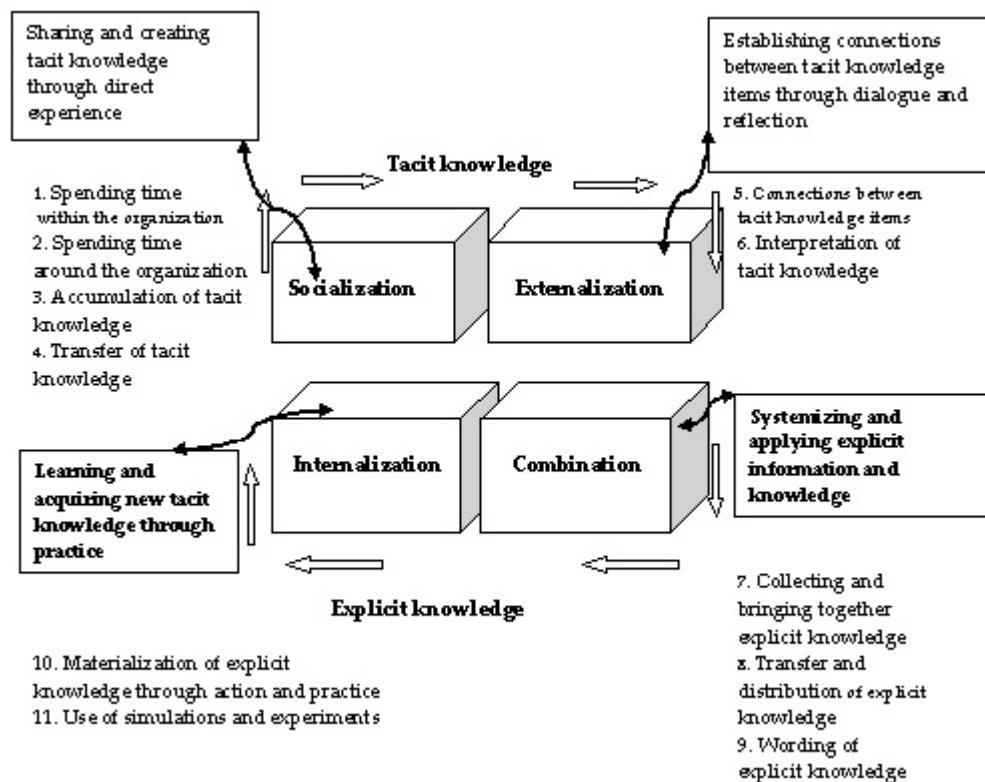 Sharing and creating
tacit knowledge
through direct
experience
Establishing connections
between tacit knowledge
items through dialogue and
reflection
Tacit knowledge
1. Spending time
within the organization
2. Spending time
around the organization
3. Accumulation of tacit
knowledge
4. Transfer of tacit
knowledge
5. Connections between
tacit knowledge items
6. Interpretation of
tacit knowledge
Socialization
Externalization
Internalization
Combination
Learning and
acquiring new tacit
knowledge through
practice
Systemizing and
applying explicit
information and
knowledge
Explicit knowledge
7. Collecting and
bringing together
explicit knowledge
8. Transfer and
distribution of explicit
knowledge
9. Wording of
explicit knowledge
10. Materialization of explicit
knowledge through action and practice
11. Use of simulations and experiments